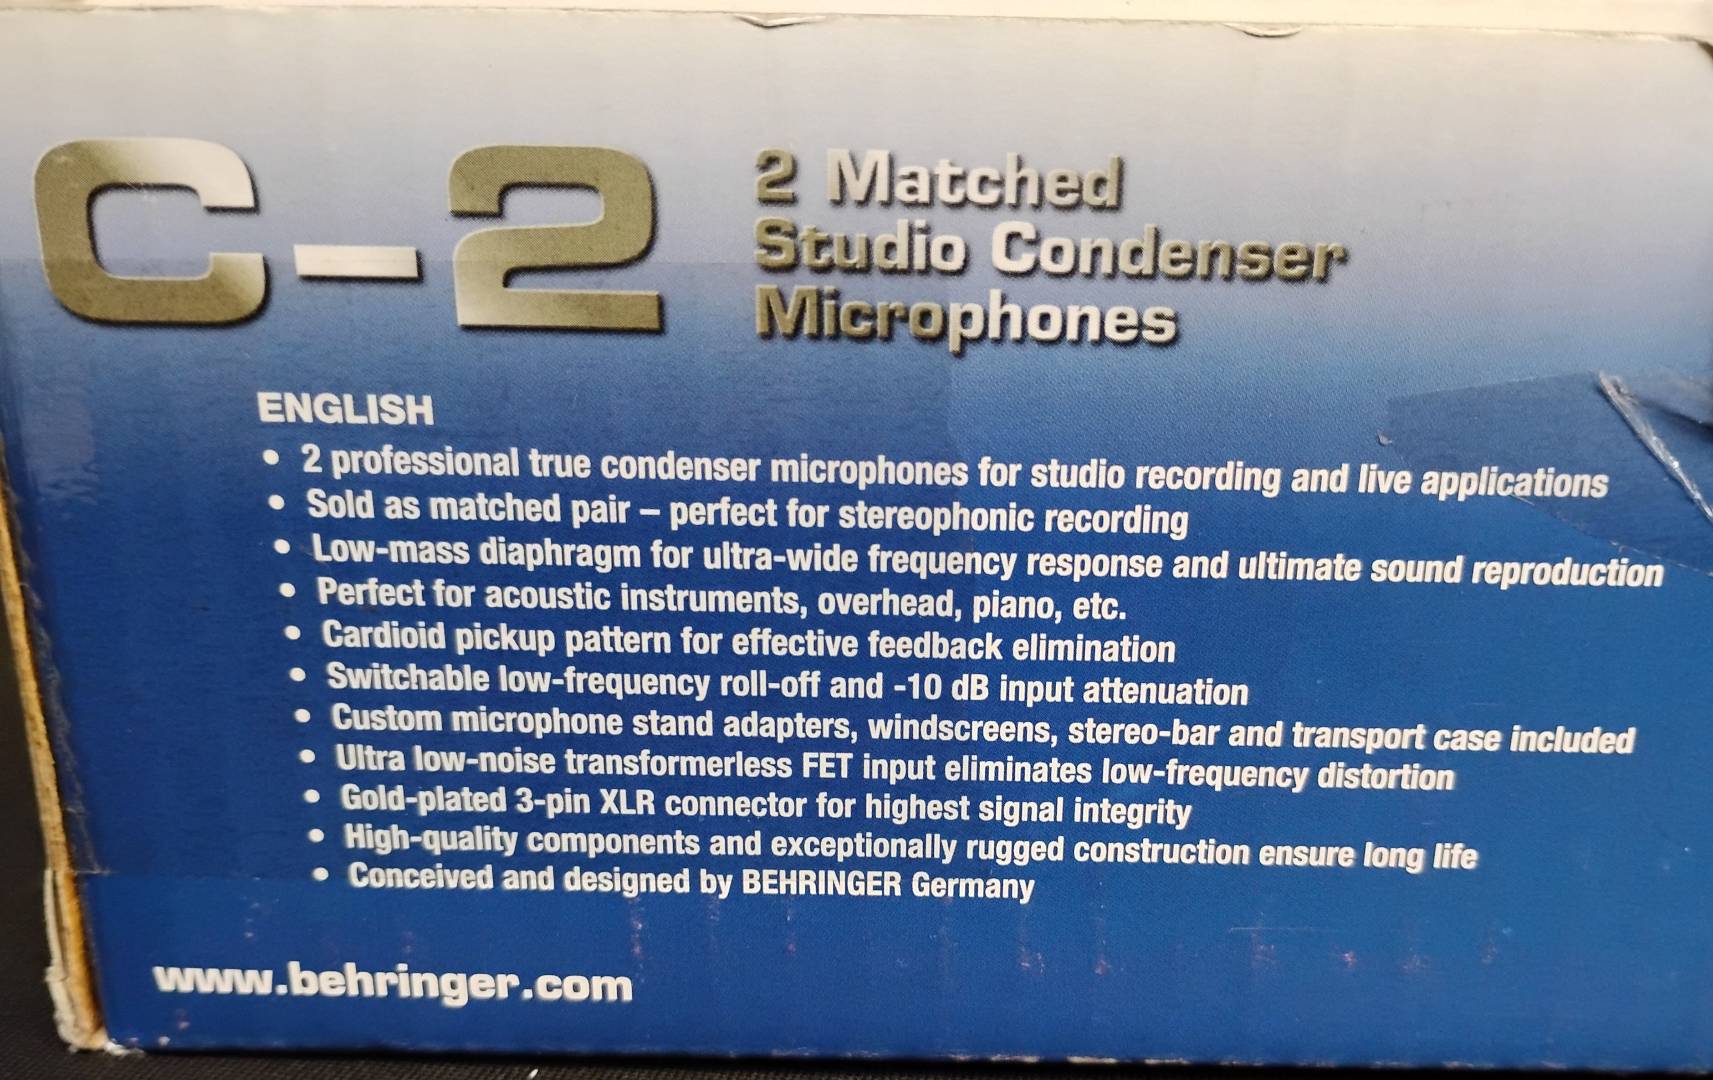 C-2
2 Matched
Studio Condenser
Microphones
ENGLISH
• 2 professional true condenser microphones for studio recording and live applications
• Sold as matched pair – perfect for stereophonic recording
• Low-mass diaphragm for ultra-wide frequency response and ultimate sound reproduction
• Perfect for acoustic instruments, overhead, piano, etc.
• Cardioid pickup pattern for effective feedback elimination
• Switchable low-frequency roll-off and -10 dB input attenuation
• Custom microphone stand adapters, windscreens, stereo-bar and transport case included
• Ultra low-noise transformerless FET input eliminates low-frequency distortion
• Gold-plated 3-pin XLR connector for highest signal integrity
• High-quality components and exceptionally rugged construction ensure long life
• Conceived and designed by BEHRINGER Germany
www.behringer.com